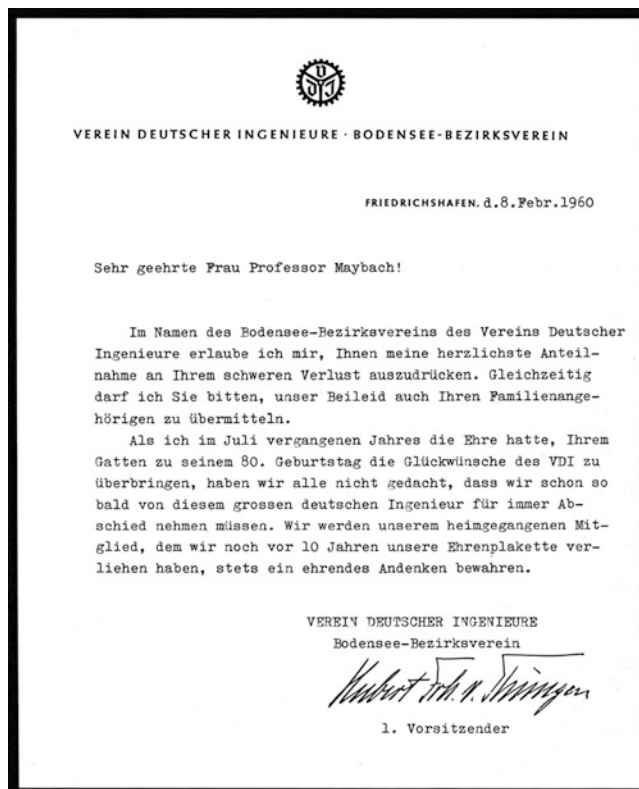 VDI
VEREIN DEUTSCHER INGENIEURE · BODENSEE-BEZIRKSVEREIN
FRIEDRICHSHAFEN, d.8.Febr.1960
Sehr geehrte Frau Professor Maybach!
Im Namen des Bodensee-Bezirksvereins des Vereins Deutscher
Ingenieure erlaube ich mir, Ihnen meine herzlichste Anteil-
nahme an Ihrem schweren Verlust auszudrücken. Gleichzeitig
darf ich Sie bitten, unser Beileid auch Ihren Familienange-
hörigen zu übermitteln.
Als ich im Juli vergangenen Jahres die Ehre hatte, Ihrem
Gatten zu seinem 80. Geburtstag die Glückwünsche des VDI zu
überbringen, haben wir alle nicht gedacht, dass wir schon so
bald von diesem grossen deutschen Ingenieur für immer Ab-
schied nehmen müssen. Wir werden unserem heimgegangenen Mit-
glied, dem wir noch vor 10 Jahren unsere Ehrenplakette ver-
liehen haben, stets ein ehrendes Andenken bewahren.
VEREIN DEUTSCHER INGENIEURE
Bodensee-Bezirksverein
Hubert Frh. v. Thüngen
1. Vorsitzender